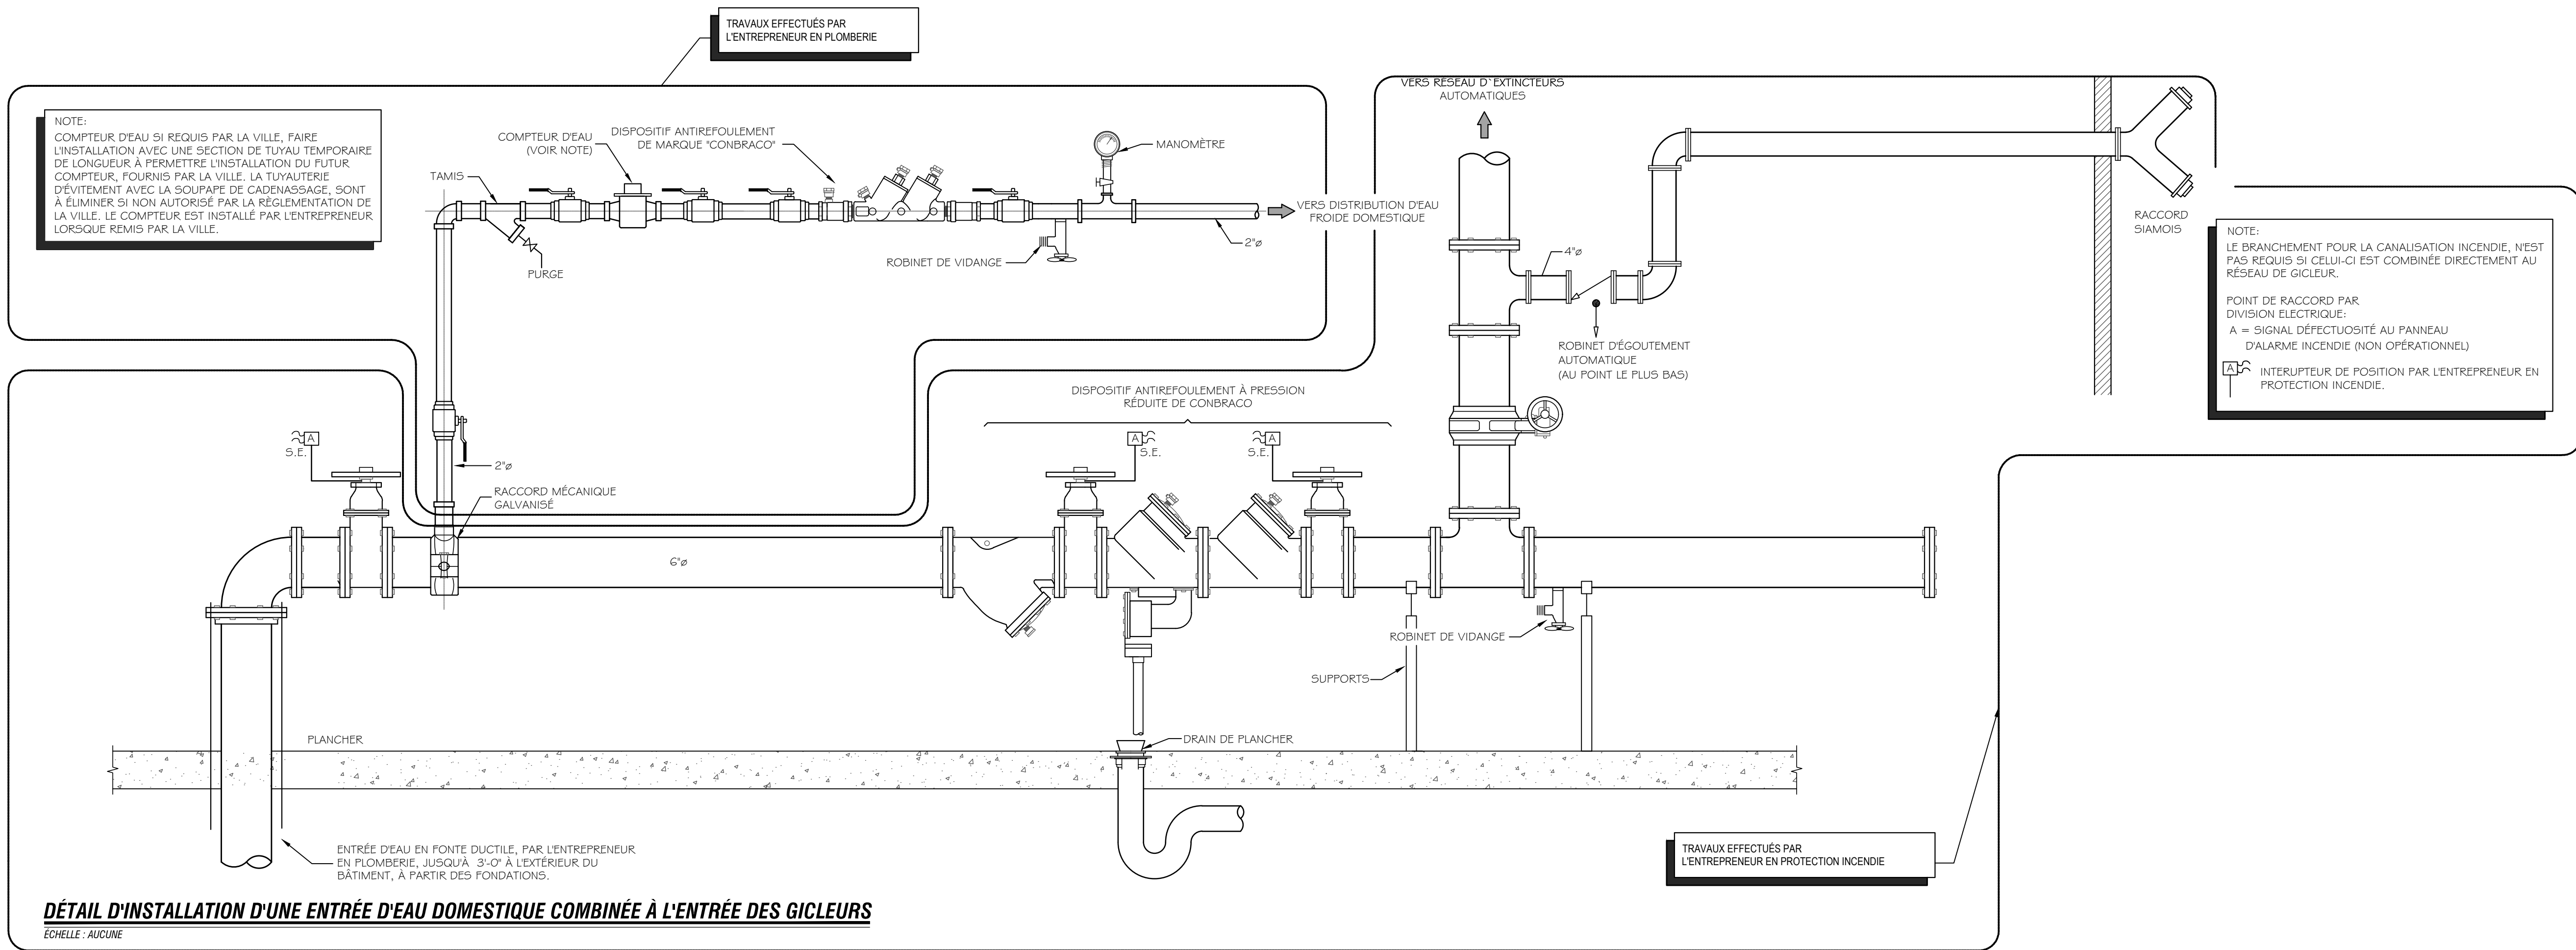 TRAVAUX EFFECTUÉS PAR
L'ENTREPRENEUR EN PLOMBERIE
NOTE:
COMPTEUR D'EAU SI REQUIS PAR LA VILLE, FAIRE
L'INSTALLATION AVEC UNE SECTION DE TUYAU TEMPORAIRE
DE LONGUEUR À PERMETTRE L'INSTALLATION DU FUTUR
COMPTEUR, FOURNIS PAR LA VILLE. LA TUYAUTERIE
D'ÉVITEMENT AVEC LA SOUPAPE DE CADENASSAGE, SONT
À ÉLIMINER SI NON AUTORISÉ PAR LA RÈGLEMENTATION DE
LA VILLE. LE COMPTEUR EST INSTALLÉ PAR L'ENTREPRENEUR
LORSQUE REMIS PAR LA VILLE.
TAMIS
COMPTEUR D'EAU
(VOIR NOTE)
DISPOSITIF ANTIREFOULEMENT
DE MARQUE "CONBRACO"
MANOMÈTRE
PURGE
ROBINET DE VIDANGE
2"ø
VERS DISTRIBUTION D'EAU
FROIDE DOMESTIQUE
VERS RÉSEAU D`EXTINCTEURS
AUTOMATIQUES
4"ø
ROBINET D'ÉGOUTEMENT
AUTOMATIQUE
(AU POINT LE PLUS BAS)
RACCORD
SIAMOIS
NOTE:
LE BRANCHEMENT POUR LA CANALISATION INCENDIE, N'EST
PAS REQUIS SI CELUI-CI EST COMBINÉE DIRECTEMENT AU
RÉSEAU DE GICLEUR.
POINT DE RACCORD PAR
DIVISION ELECTRIQUE:
A = SIGNAL DÉFECTUOSITÉ AU PANNEAU
D'ALARME INCENDIE (NON OPÉRATIONNEL)
A
INTERUPTEUR DE POSITION PAR L'ENTREPRENEUR EN
PROTECTION INCENDIE.
DISPOSITIF ANTIREFOULEMENT À PRESSION
RÉDUITE DE CONBRACO
A
S.E.
A
S.E.
A
S.E.
2"ø
RACCORD MÉCANIQUE
GALVANISÉ
6"ø
ROBINET DE VIDANGE
SUPPORTS
PLANCHER
DRAIN DE PLANCHER
ENTRÉE D'EAU EN FONTE DUCTILE, PAR L'ENTREPRENEUR
EN PLOMBERIE, JUSQU'À 3'-0" À L'EXTÉRIEUR DU
BÂTIMENT, À PARTIR DES FONDATIONS.
TRAVAUX EFFECTUÉS PAR
L'ENTREPRENEUR EN PROTECTION INCENDIE
DÉTAIL D'INSTALLATION D'UNE ENTRÉE D'EAU DOMESTIQUE COMBINÉE À L'ENTRÉE DES GICLEURS
ÉCHELLE : AUCUNE